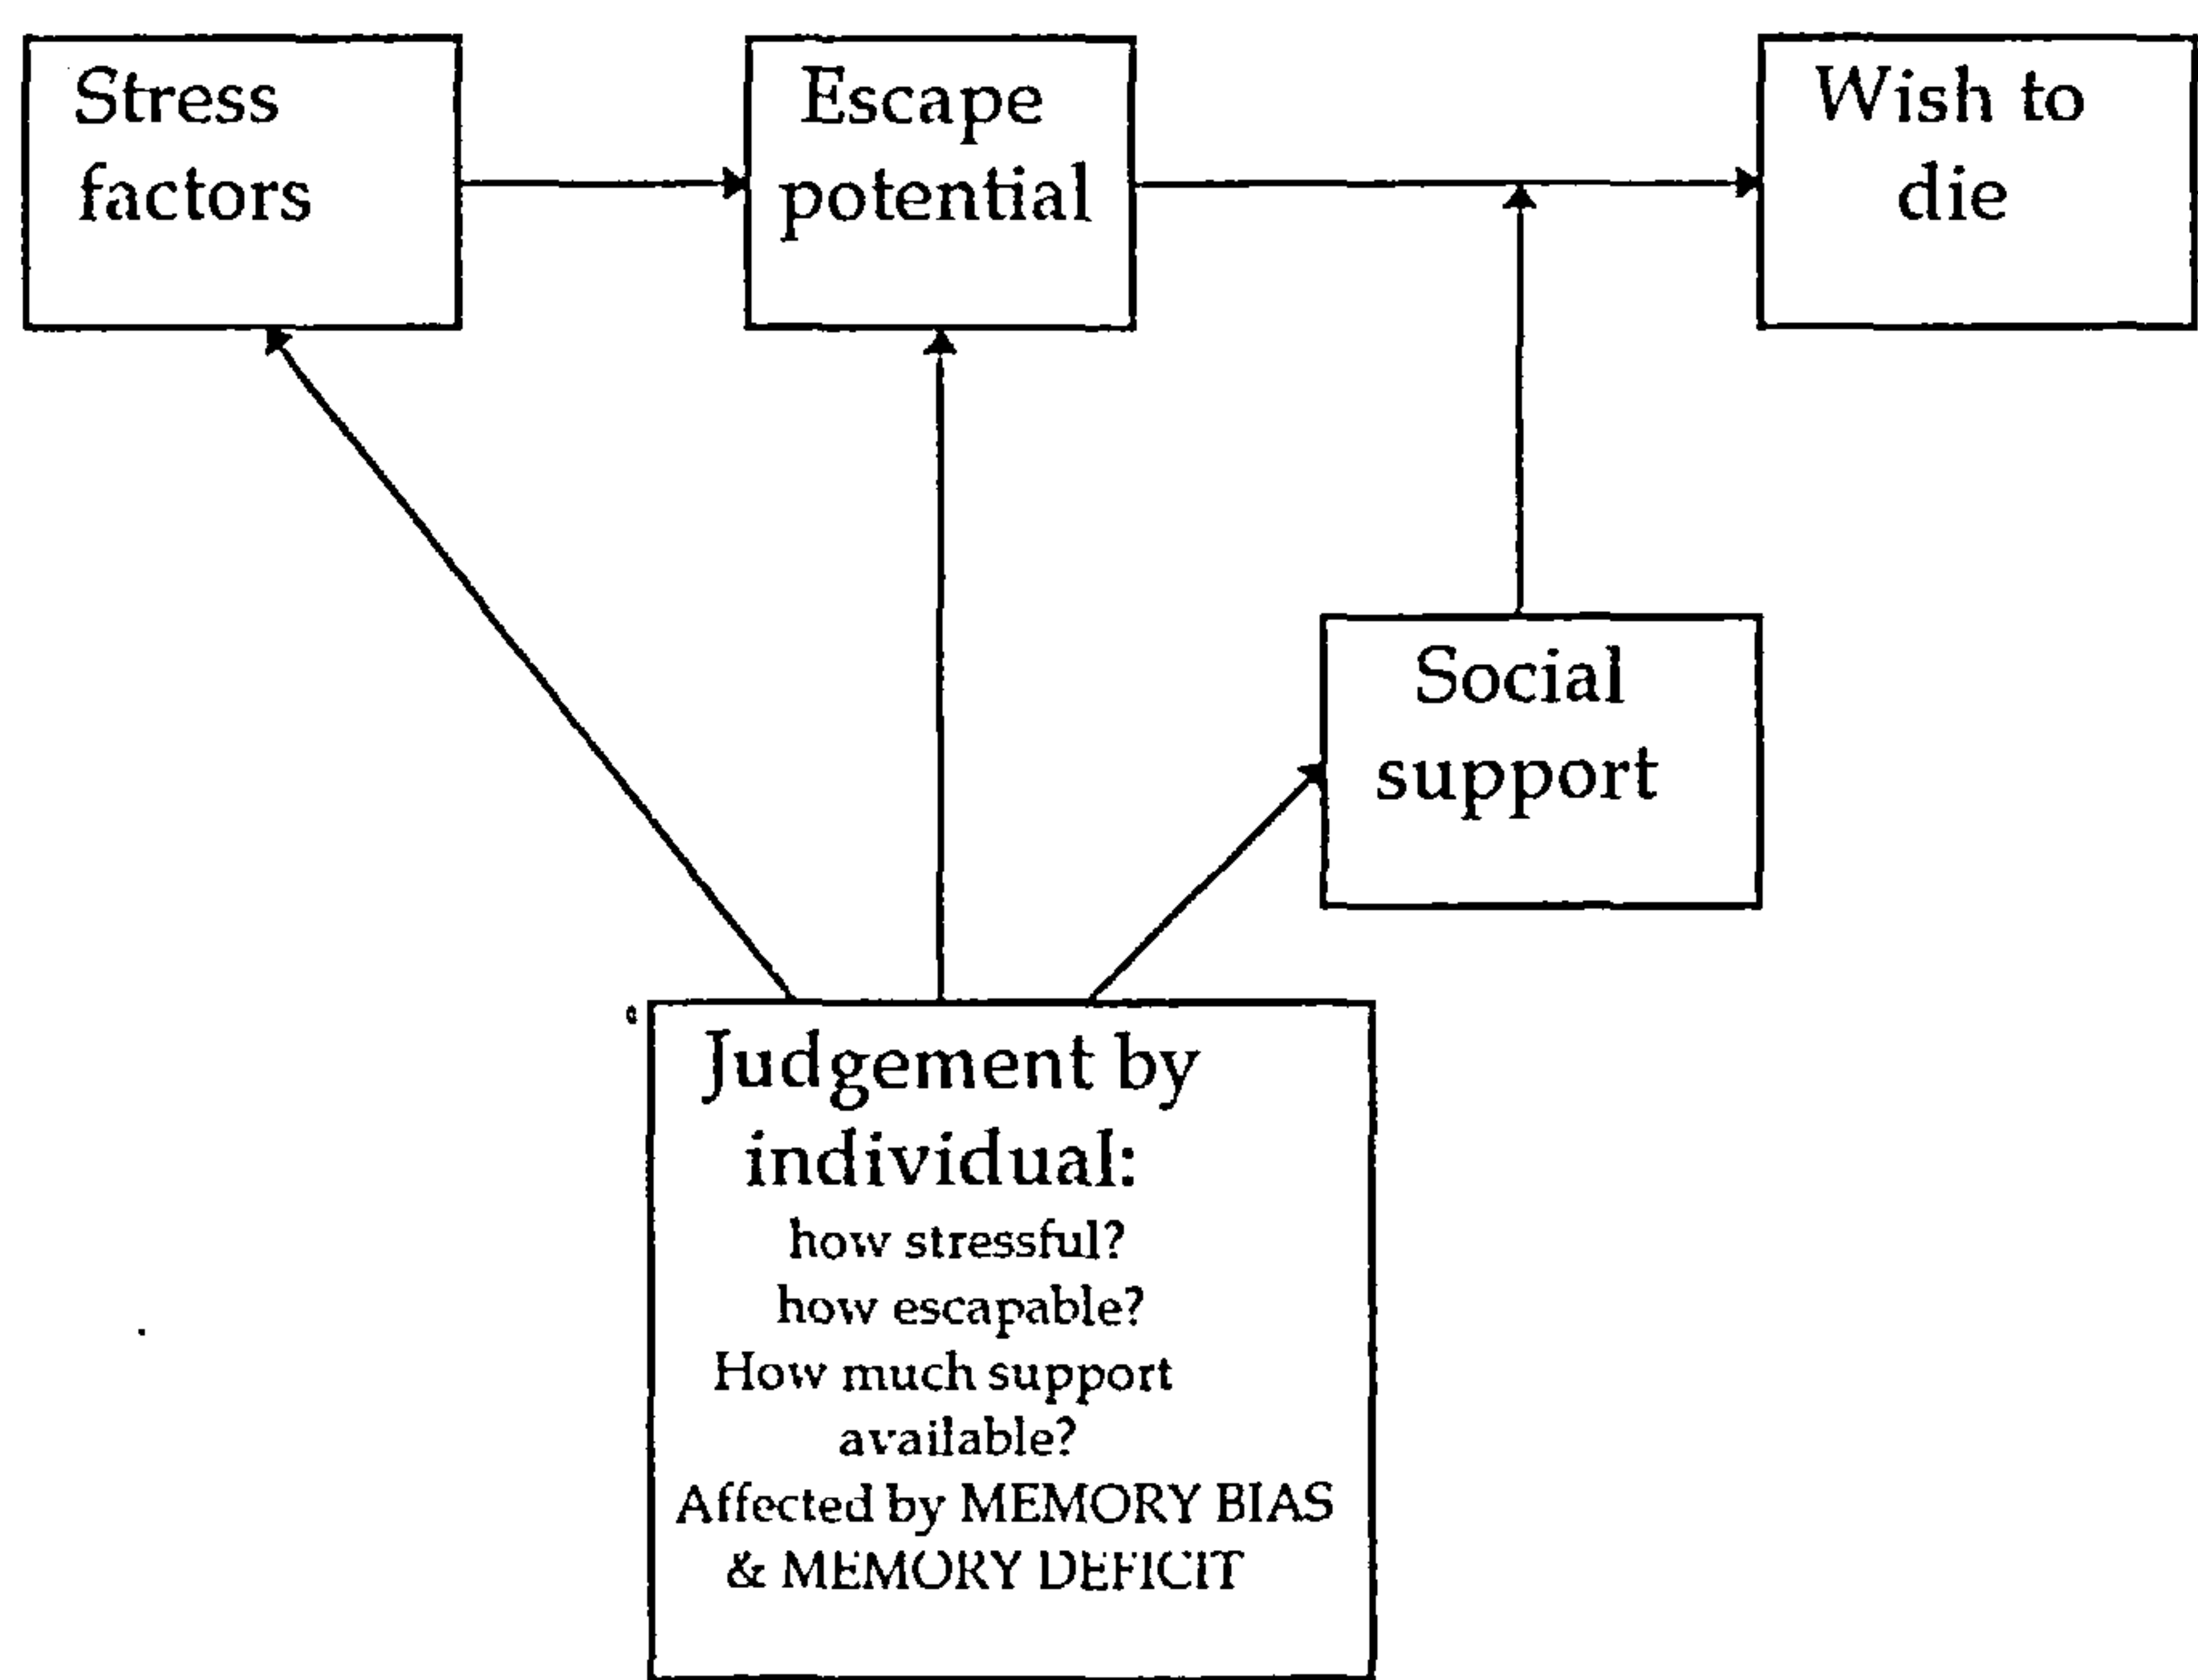 Stress
factors
Escape
potential
Wish to
die
Social
support
Judgement by
individual:
how stressful?
how escapable?
How much support
available?
Affected by MEMORY BIAS
& MEMORY DEFICIT